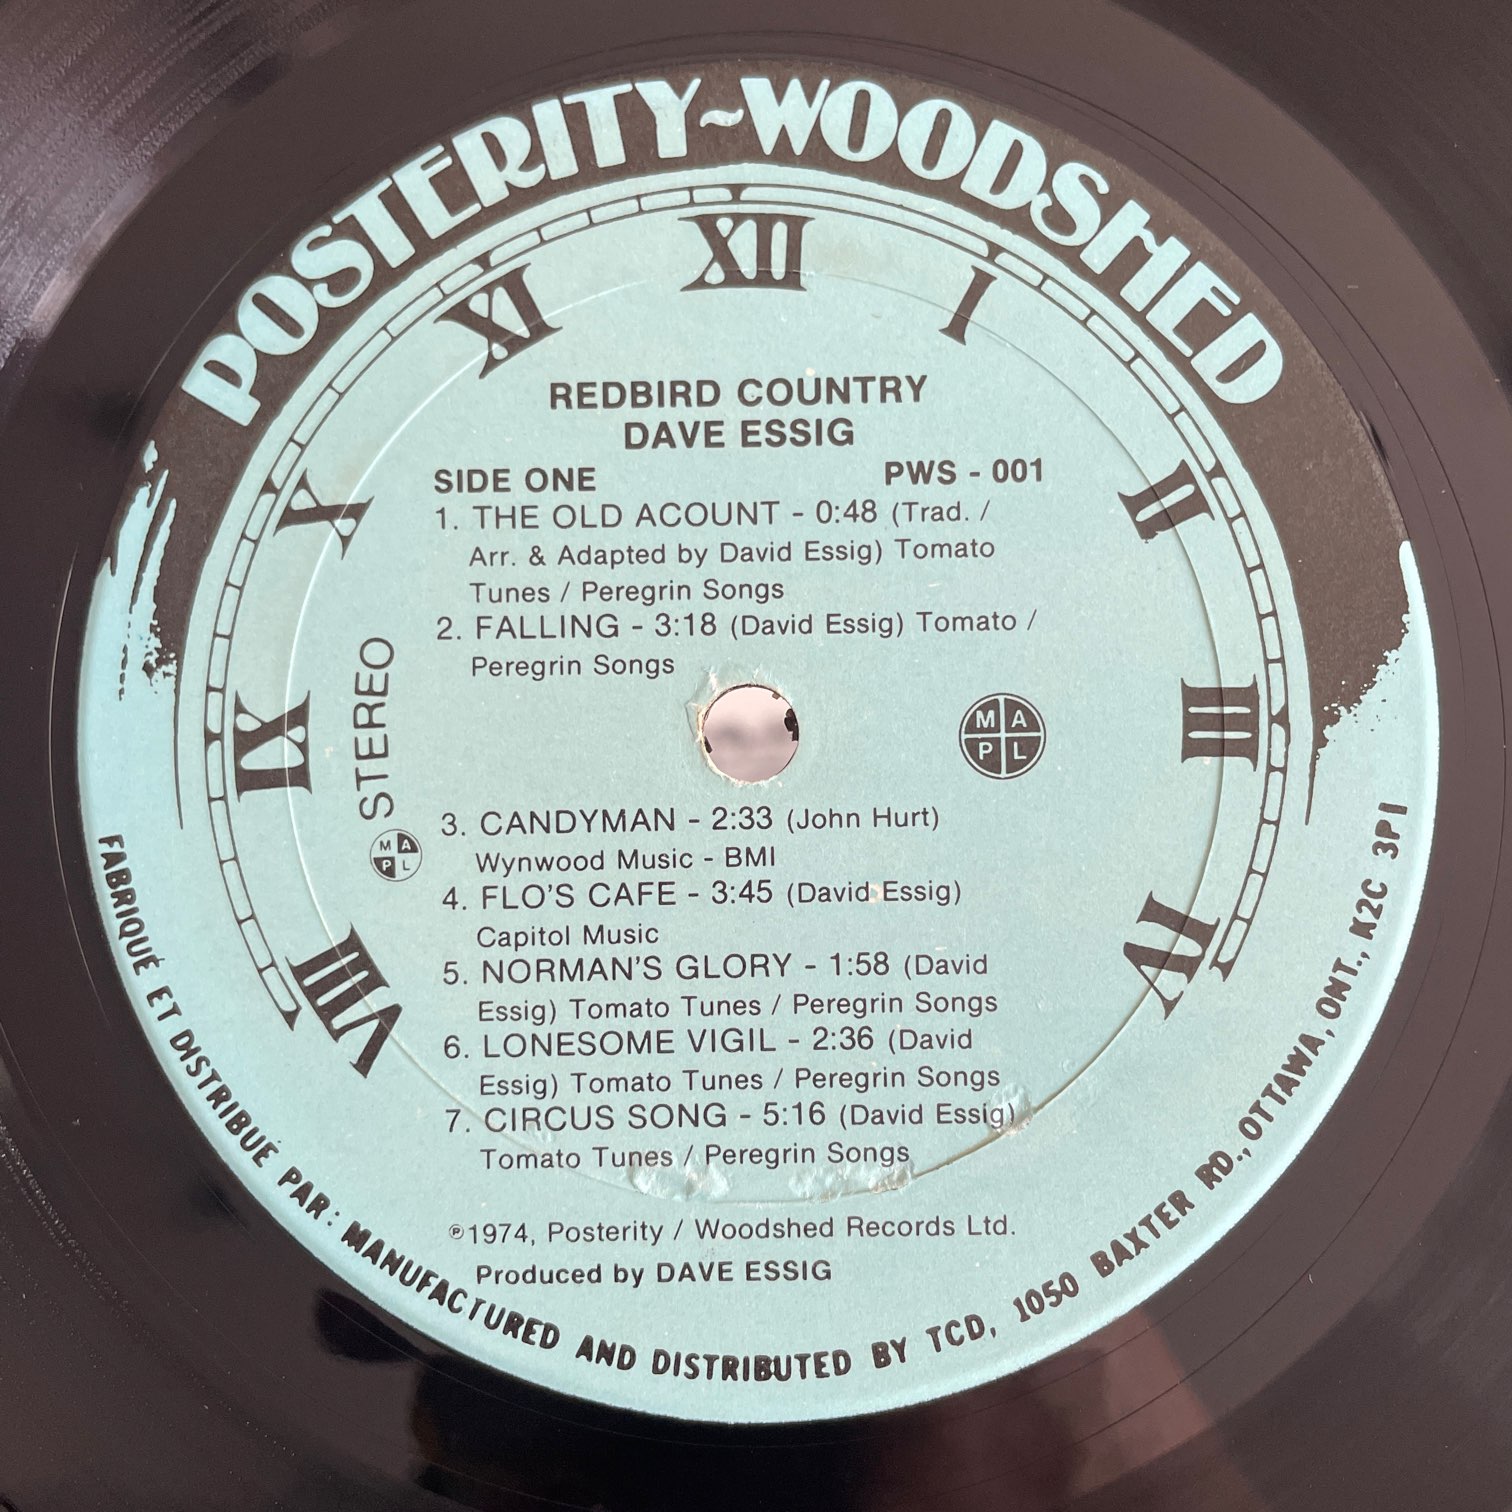 POSTERITY~WOODSHED
XII
XI
I
X
II
IX
III
VIII
IV
REDBIRD COUNTRY
DAVE ESSIG
SIDE ONE PWS - 001
1. THE OLD ACOUNT - 0:48 (Trad. /
Arr. & Adapted by David Essig) Tomato
Tunes / Peregrin Songs
2. FALLING - 3:18 (David Essig) Tomato /
Peregrin Songs
STEREO
M A
P L
M A
P L
3. CANDYMAN - 2:33 (John Hurt)
Wynwood Music - BMI
4. FLO'S CAFE - 3:45 (David Essig)
Capitol Music
5. NORMAN'S GLORY - 1:58 (David
Essig) Tomato Tunes / Peregrin Songs
6. LONESOME VIGIL - 2:36 (David
Essig) Tomato Tunes / Peregrin Songs
7. CIRCUS SONG - 5:16 (David Essig)
Tomato Tunes / Peregrin Songs
℗1974, Posterity / Woodshed Records Ltd.
Produced by DAVE ESSIG
FABRIQUÉ ET DISTRIBUÉ PAR: MANUFACTURED AND DISTRIBUTED BY TCD, 1050 BAXTER RD., OTTAWA, ONT., K2C 3P1